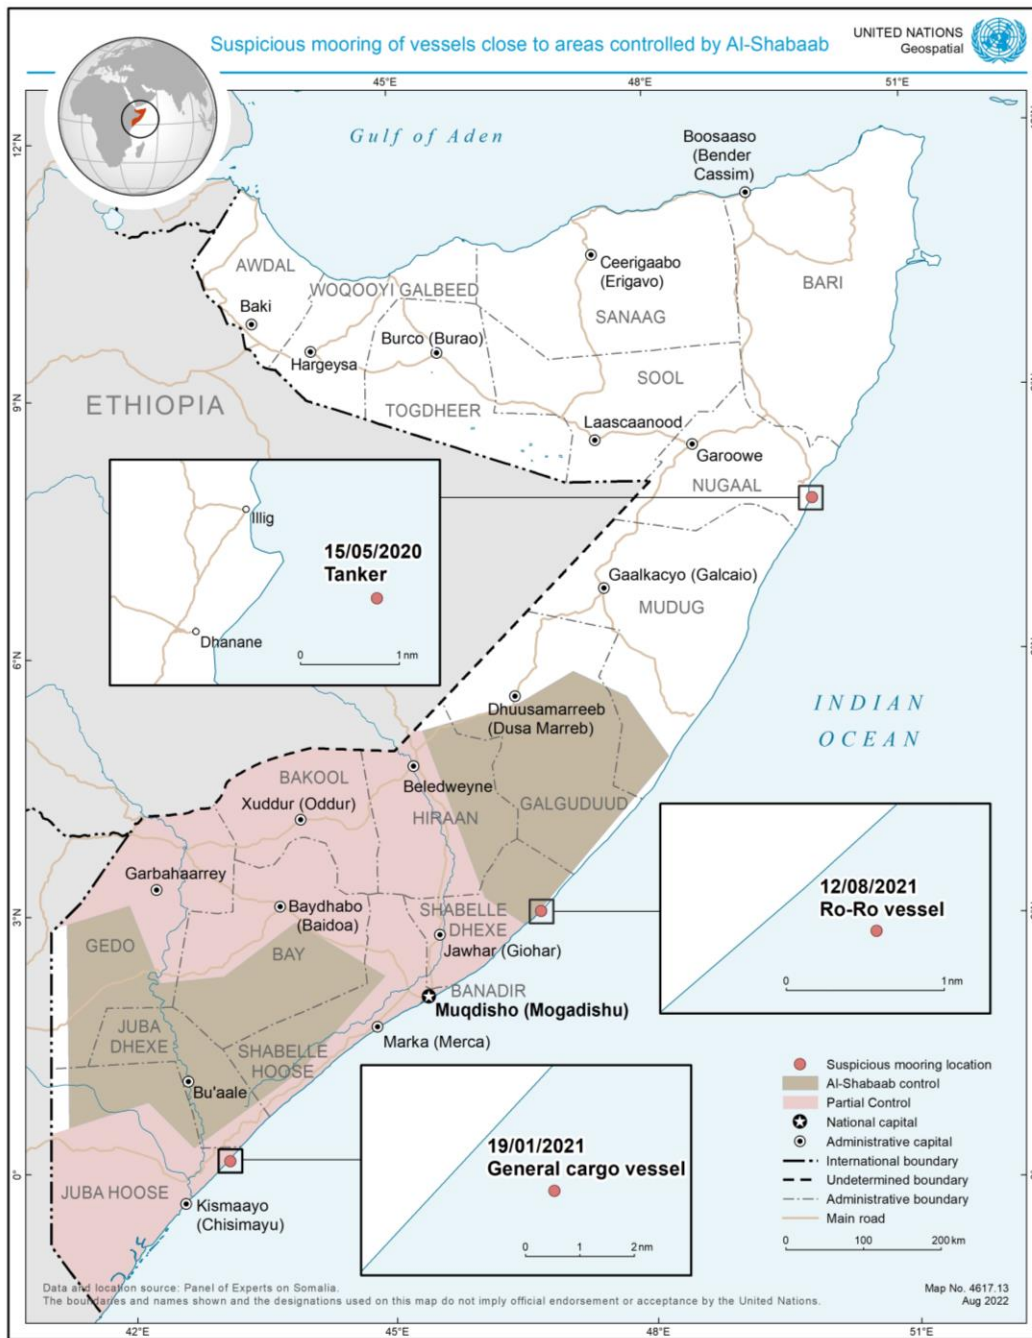 Suspicious mooring of vessels close to areas controlled by Al-Shabaab
UNITED NATIONS
Geospatial
45°E
48°E
51°E
12°N
Gulf of Aden
Boosaaso
(Bender
Cassim)
AWDAL
Ceerigaabo
(Erigavo)
BARI
WOQOOYI GALBEED
SANAAG
Baki
Burco (Burao)
Hargeysa
SOOL
9°N
ETHIOPIA
TOGDHEER
Laascaanood
Garoowe
NUGAAL
Illig
15/05/2020
Tanker
Dhanane
0
1 nm
Gaalkacyo (Galcaio)
MUDUG
6°N
Dhuusamarreeb
(Dusa Marreb)
INDIAN
OCEAN
BAKOOL
Beledweyne
Xuddur (Oddur)
HIRAAN
GALGUDUUD
Garbahaarrey
12/08/2021
Ro-Ro vessel
0
1 nm
3°N
Baydhabo
(Baidoa)
SHABELLE
DHEXE
GEDO
BAY
Jawhar (Giohar)
BANADIR
Muqdisho (Mogadishu)
JUBA
DHEXE
SHABELLE
HOOSE
Marka (Merca)
Bu'aale
19/01/2021
General cargo vessel
0
1
2 nm
0°
JUBA HOOSE
Kismaayo
(Chisimayu)
Suspicious mooring location
Al-Shabaab control
Partial Control
National capital
Administrative capital
International boundary
Undetermined boundary
Administrative boundary
Main road
0
100
200 km
Data and location source: Panel of Experts on Somalia.
The boundaries and names shown and the designations used on this map do not imply official endorsement or acceptance by the United Nations.
Map No. 4617.13
Aug 2022
42°E
45°E
48°E
51°E